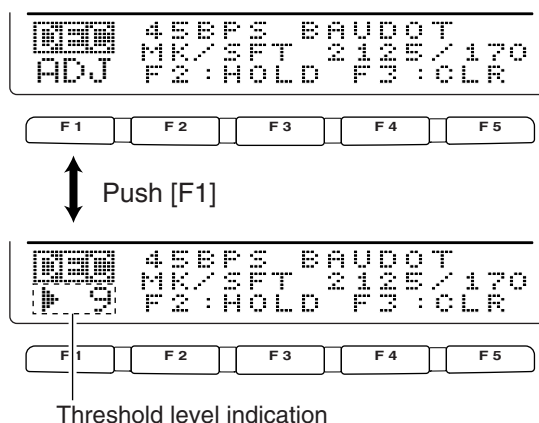 45BPS BAUDOT
MK/SFT 2125/170
ADJ F2:HOLD F3:CLR
F1 F2 F3 F4 F5
Push [F1]
45BPS BAUDOT
MK/SFT 2125/170
▶ 9 F2:HOLD F3:CLR
F1 F2 F3 F4 F5
Threshold level indication